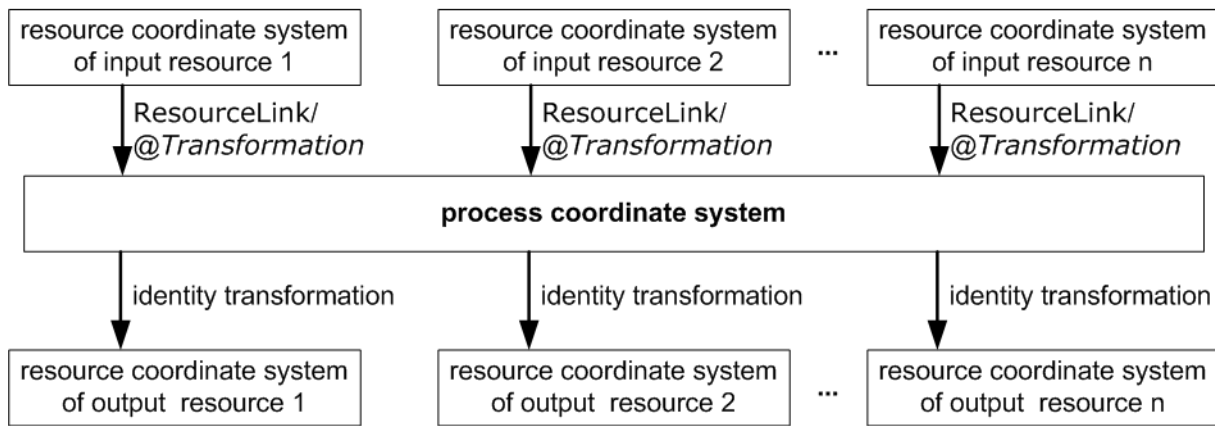 resource coordinate system
of input resource 1
resource coordinate system
of input resource 2
...
resource coordinate system
of input resource n
ResourceLink/
@Transformation
ResourceLink/
@Transformation
ResourceLink/
@Transformation
process coordinate system
identity transformation
identity transformation
identity transformation
resource coordinate system
of output resource 1
resource coordinate system
of output resource 2
...
resource coordinate system
of output resource n